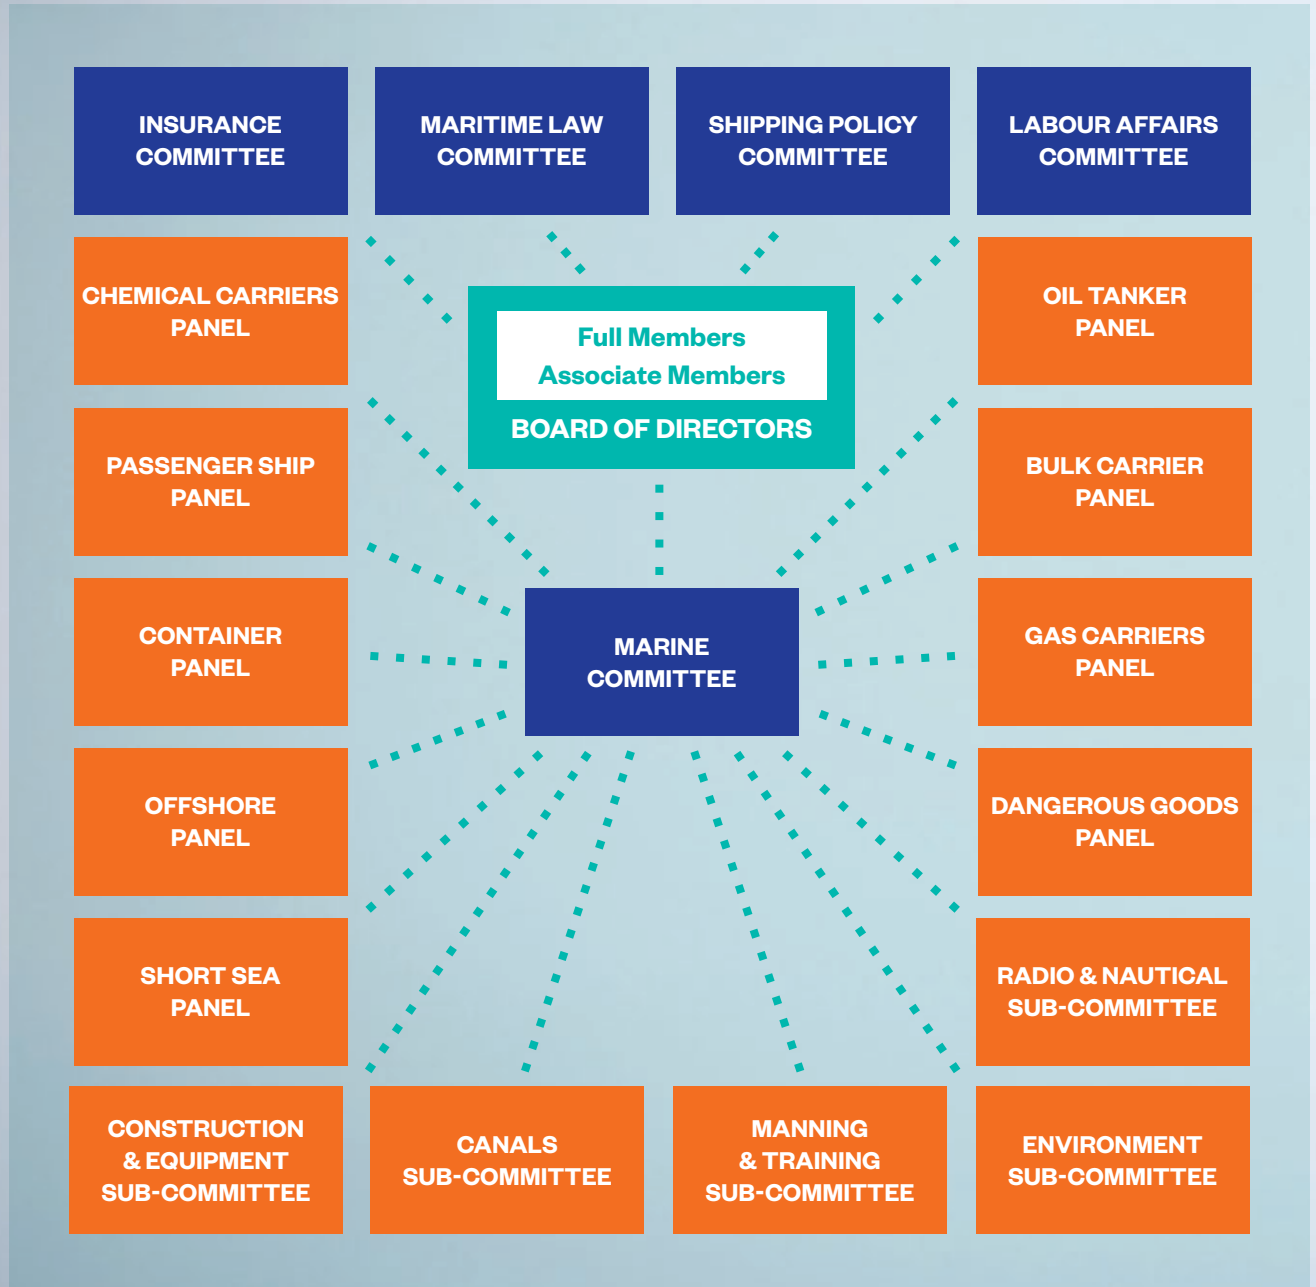 INSURANCE
COMMITTEE
MARITIME LAW
COMMITTEE
SHIPPING POLICY
COMMITTEE
LABOUR AFFAIRS
COMMITTEE
CHEMICAL CARRIERS
PANEL
Full Members
Associate Members
BOARD OF DIRECTORS
OIL TANKER
PANEL
PASSENGER SHIP
PANEL
BULK CARRIER
PANEL
CONTAINER
PANEL
MARINE
COMMITTEE
GAS CARRIERS
PANEL
OFFSHORE
PANEL
DANGEROUS GOODS
PANEL
SHORT SEA
PANEL
RADIO & NAUTICAL
SUB-COMMITTEE
CONSTRUCTION
& EQUIPMENT
SUB-COMMITTEE
CANALS
SUB-COMMITTEE
MANNING
& TRAINING
SUB-COMMITTEE
ENVIRONMENT
SUB-COMMITTEE